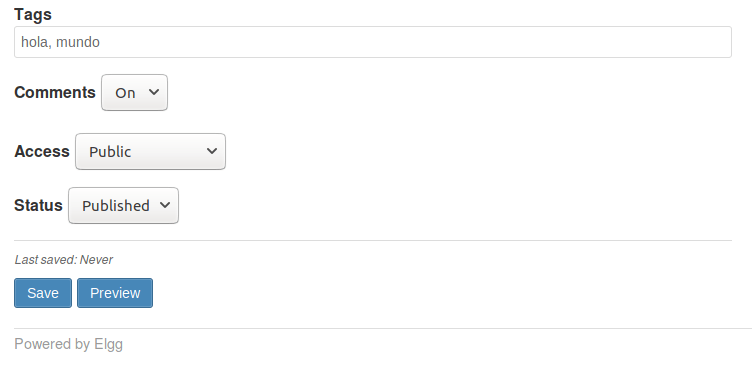 Tags
hola, mundo
Comments On
Access Public
Status Published
Last saved: Never
Save Preview
Powered by Elgg